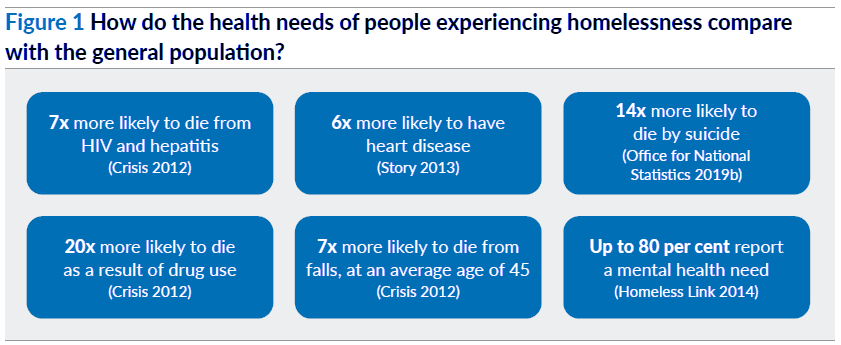 Figure 1 How do the health needs of people experiencing homelessness compare
with the general population?
7x more likely to die from
HIV and hepatitis
(Crisis 2012)
6x more likely to have
heart disease
(Story 2013)
14x more likely to
die by suicide
(Office for National
Statistics 2019b)
20x more likely to die
as a result of drug use
(Crisis 2012)
7x more likely to die from
falls, at an average age of 45
(Crisis 2012)
Up to 80 per cent report
a mental health need
(Homeless Link 2014)